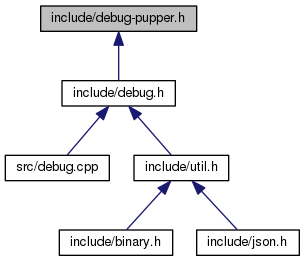 include/debug-pupper.h
include/debug.h
src/debug.cpp
include/util.h
include/binary.h
include/json.h